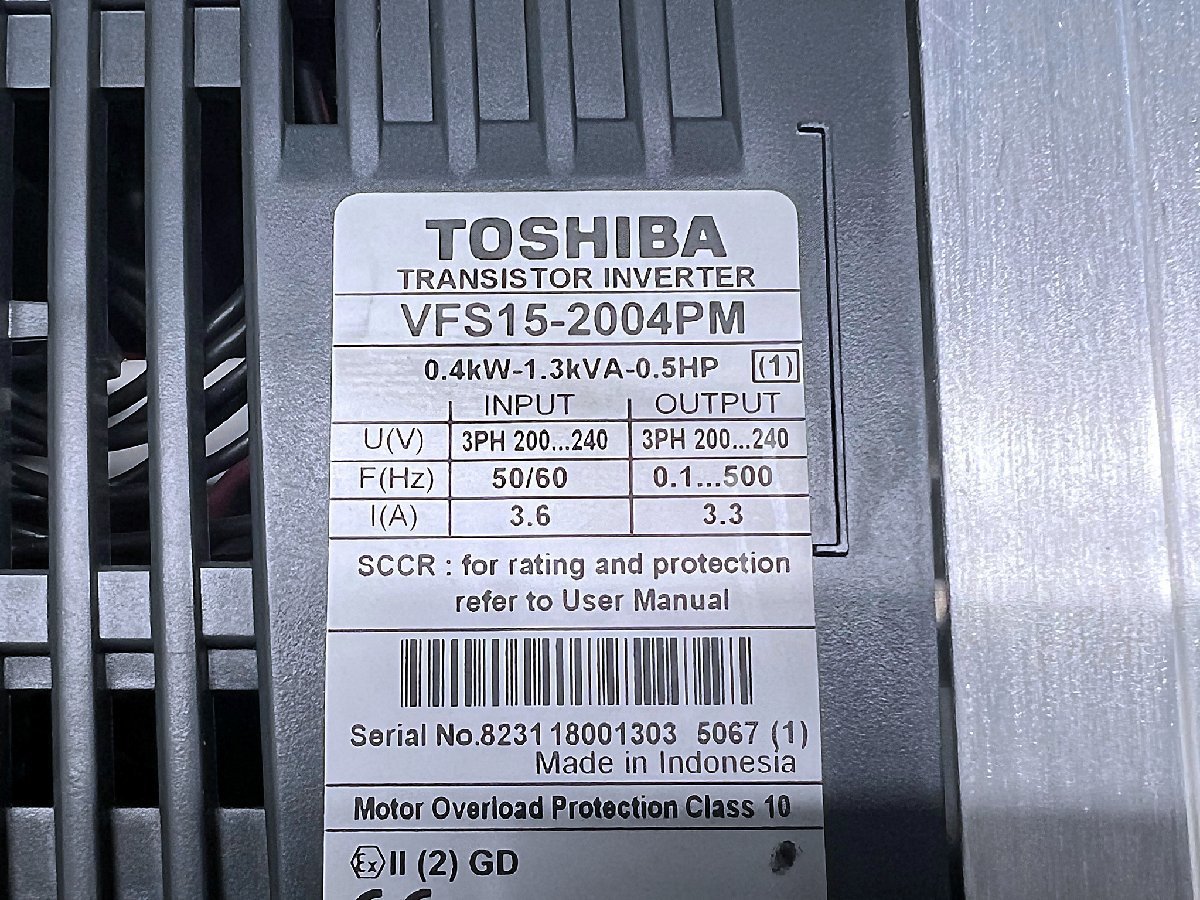 TOSHIBA
TRANSISTOR INVERTER
VFS15-2004PM
0.4kW-1.3kVA-0.5HP (1)
INPUT OUTPUT
U(V) 3PH 200...240 3PH 200...240
F(Hz) 50/60 0.1...500
I(A) 3.6 3.3
SCCR : for rating and protection
refer to User Manual
Serial No.8231 18001303 5067 (1)
Made in Indonesia
Motor Overload Protection Class 10
Ex II (2) GD